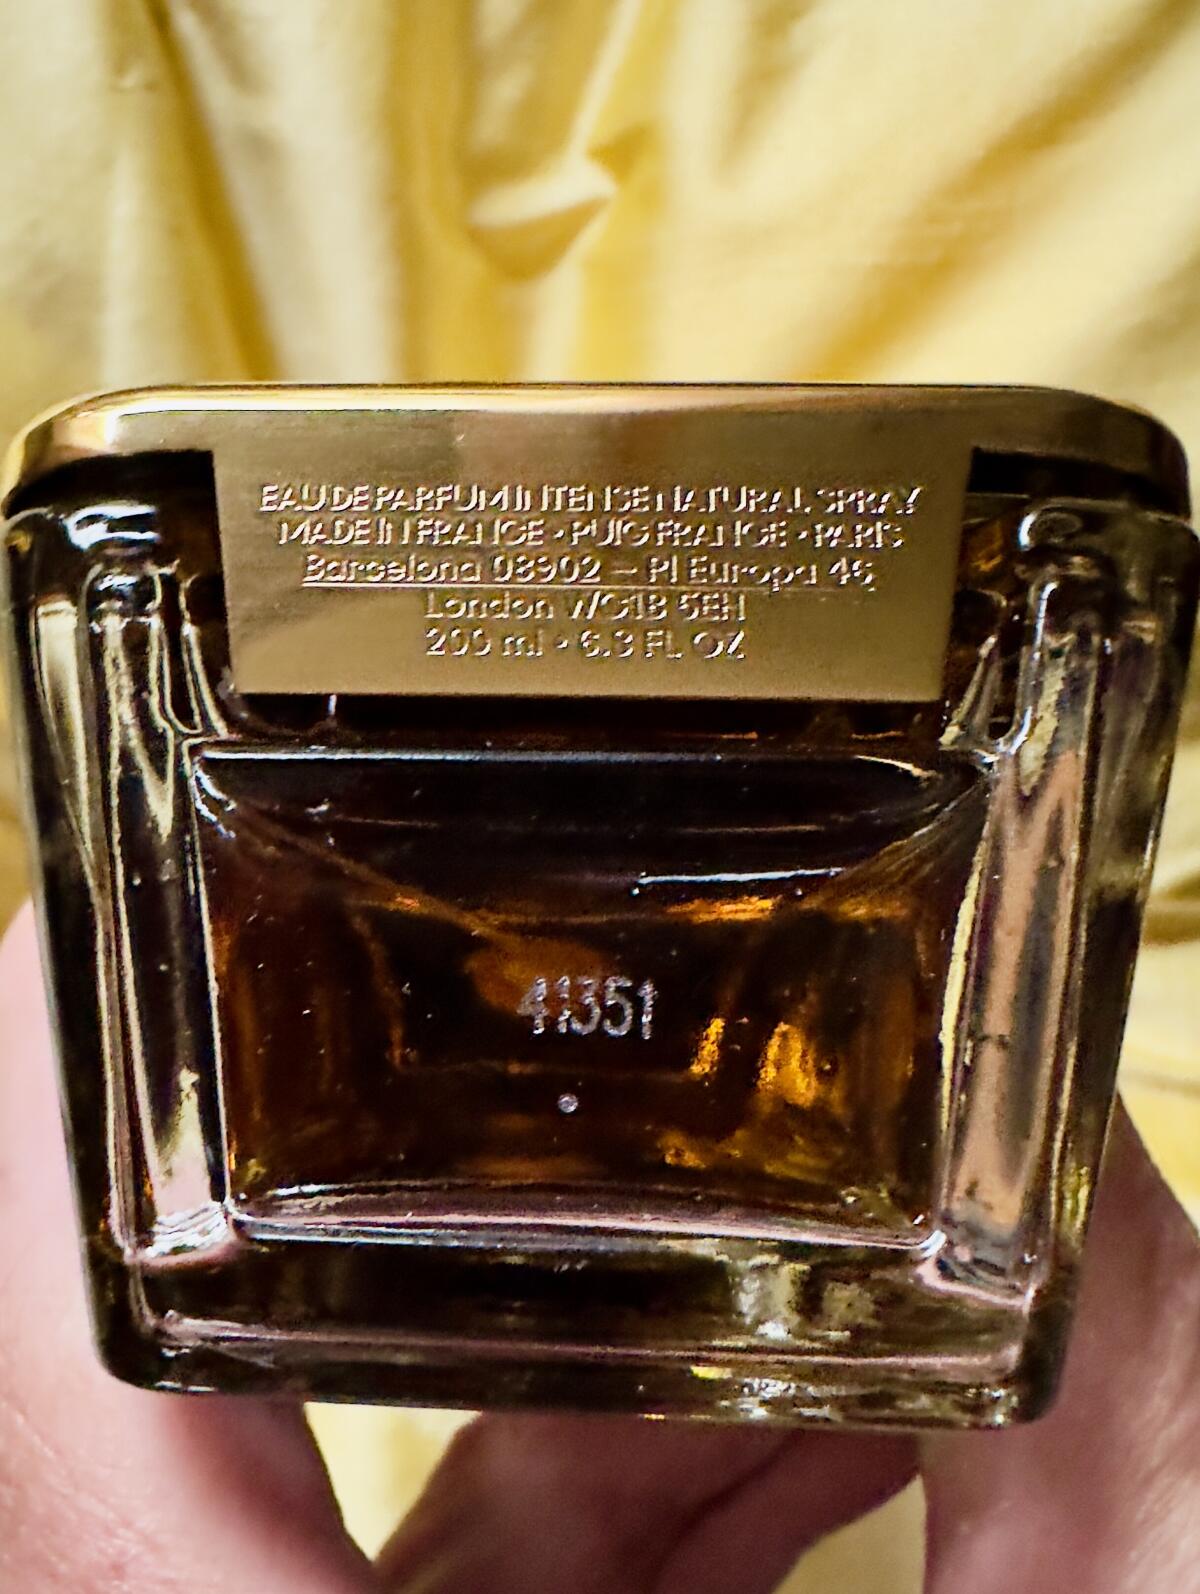 EAU DE PARFUM INTENSE NATURAL SPRAY
MADE IN FRANCE • PUIG FRANCE • PARIS
Barcelona 08902 – Pl Europa 46
London WC1B 5EH
200 ml • 6.8 FL OZ
41351